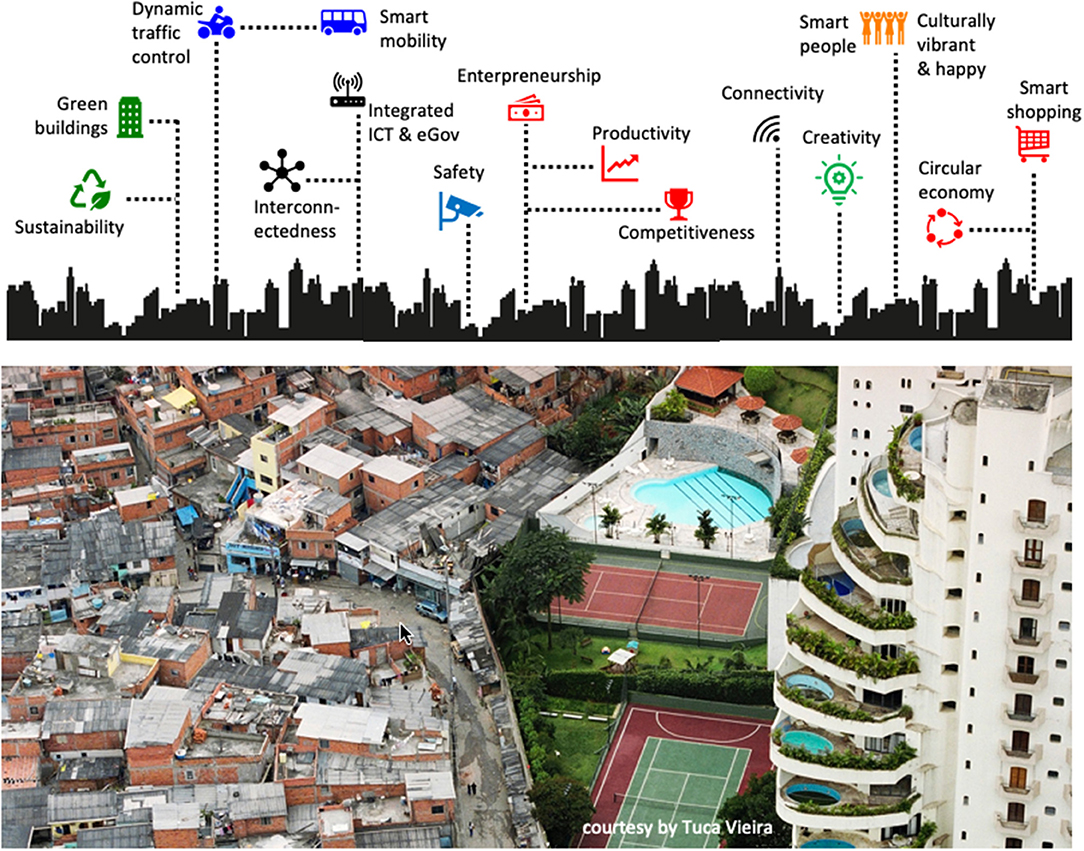 Dynamic
traffic
control
Smart
mobility
Smart
people
Culturally
vibrant
& happy
Green
buildings
Integrated
ICT & eGov
Enterpreneurship
Connectivity
Smart
shopping
Productivity
Creativity
Sustainability
Interconn-
ectedness
Safety
Competitiveness
Circular
economy
courtesy by Tuca Vieira